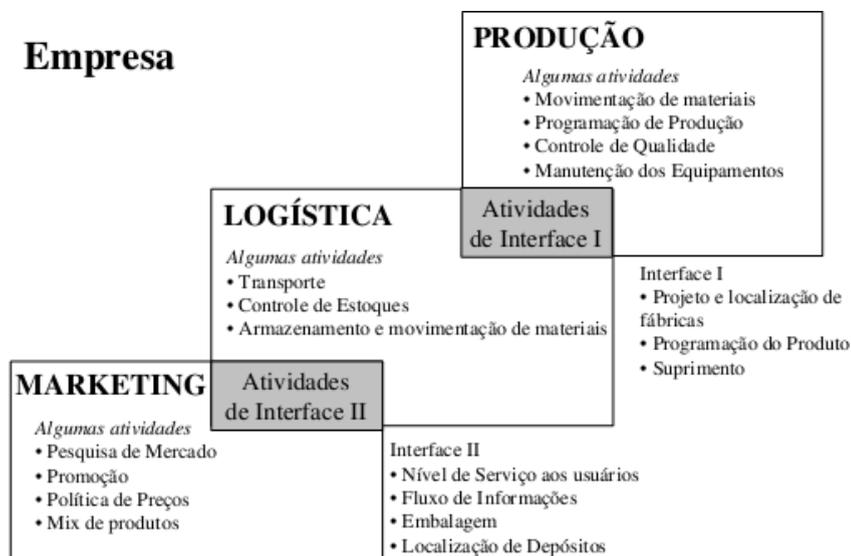 Empresa
PRODUÇÃO
Algumas atividades
• Movimentação de materiais
• Programação de Produção
• Controle de Qualidade
• Manutenção dos Equipamentos
LOGÍSTICA
Atividades
de Interface I
Algumas atividades
• Transporte
• Controle de Estoques
• Armazenamento e movimentação de materiais
Interface I
• Projeto e localização de
fábricas
• Programação do Produto
• Suprimento
MARKETING
Atividades
de Interface II
Algumas atividades
• Pesquisa de Mercado
• Promoção
• Política de Preços
• Mix de produtos
Interface II
• Nível de Serviço aos usuários
• Fluxo de Informações
• Embalagem
• Localização de Depósitos